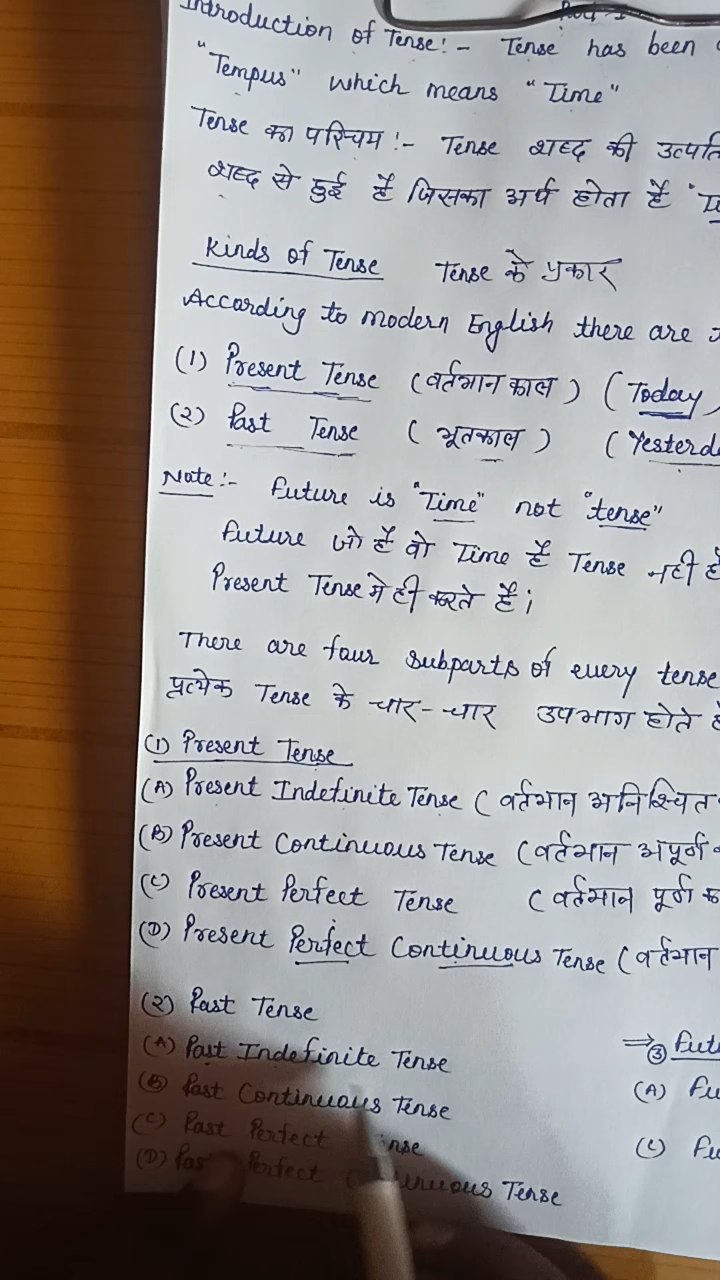 Introduction of Tense:- Tense has been
"Tempus" which means "Time"
Tense का परिचिम :- Tense शब्द की उत्पति
शब्द से हुई है जिसका अर्थ होता है
Kinds of Tense Tense के प्रकार
According to modern English there are
(1) Present Tense (वर्तमान काल) (Today,
(2) Past Tense (भूतकाल) (Yesterd
Note:- Future is "Time" not "tense"
Future जो है वो Time है Tense नही
Present Tense मे ही करते है।
There are four subparts of every tense
प्रत्येक Tense के चार-चार उपभाग होते
(1) Present Tense
(A) Present Indefinite Tense (वर्तमान अनिश्चित
(B) Present Continuous Tense (वर्तमान अपूर्ण
(C) Present Perfect Tense (वर्तमान पूर्ण
(D) Present Perfect Continuous Tense (वर्तमान
(2) Past Tense
(A) Past Indefinite Tense
(B) Past Continuous Tense
(C) Past Perfect
(D) Perfect Tense
⇒ (3) Fut
(A) Fu
(C) Fu